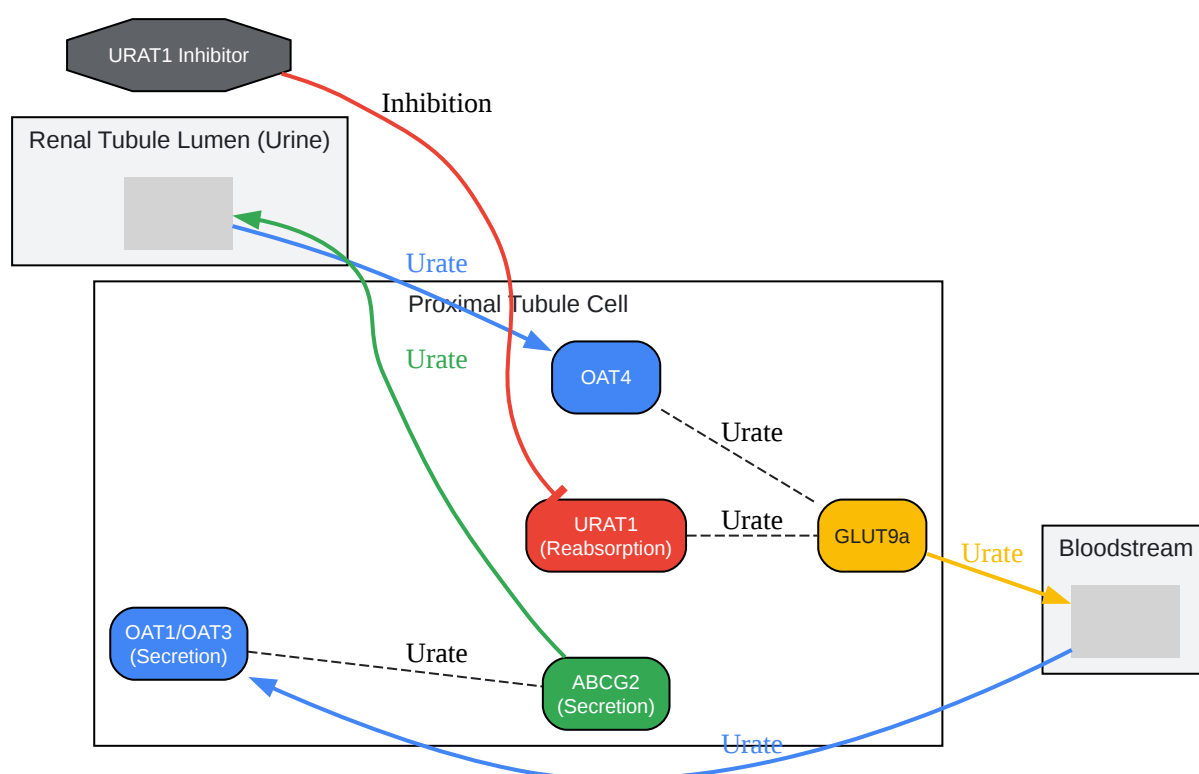 URAT1 Inhibitor
Inhibition
Renal Tubule Lumen (Urine)
Urate
Proximal Tubule Cell
Urate
OAT4
Urate
URAT1
(Reabsorption)
Urate
GLUT9a
Urate
Bloodstream
OAT1/OAT3
(Secretion)
Urate
ABCG2
(Secretion)
Urate